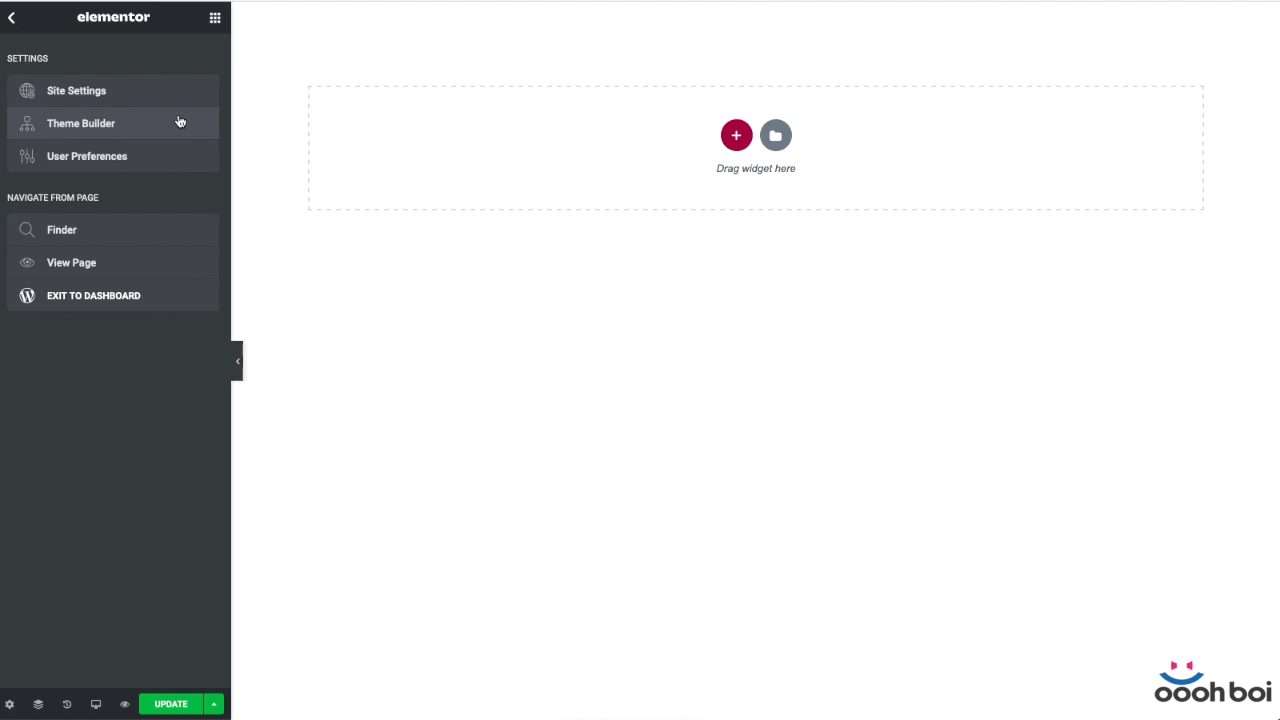 elementor
SETTINGS
Site Settings
Theme Builder
User Preferences
NAVIGATE FROM PAGE
Finder
View Page
EXIT TO DASHBOARD
Drag widget here
UPDATE
ooohboi